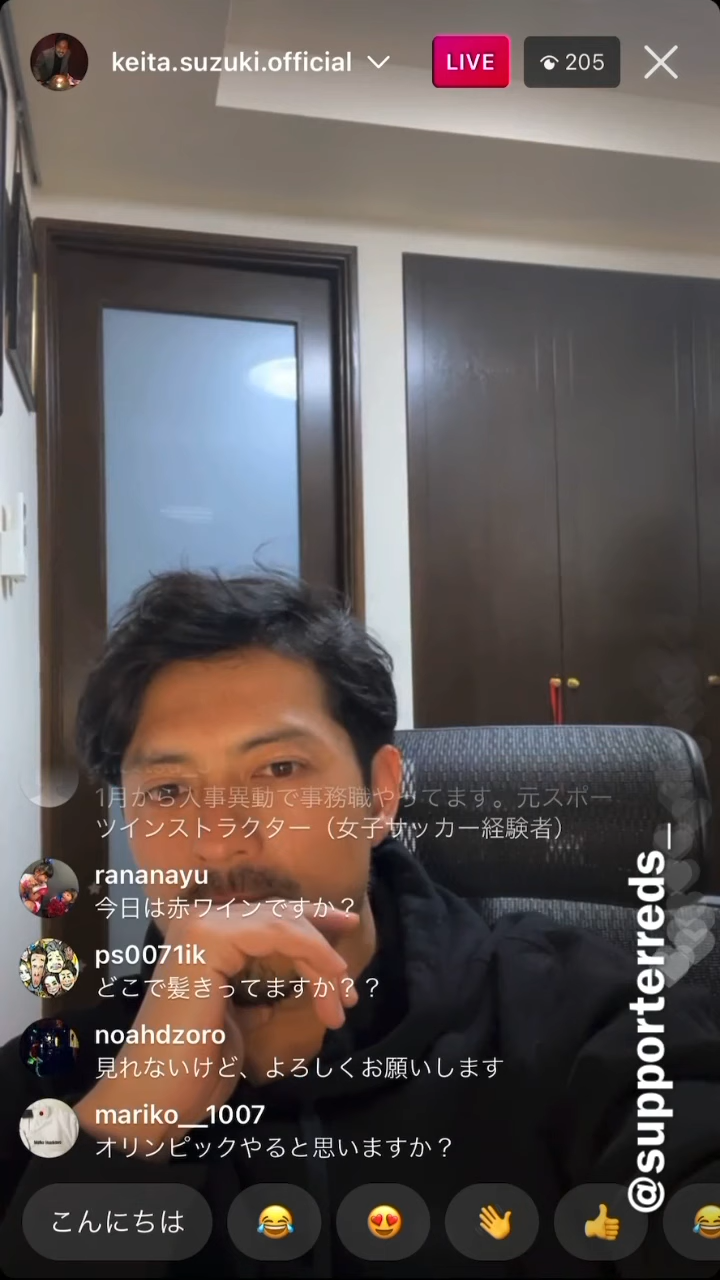 keita.suzuki.official
LIVE
205
1月から人事異動で事務職やってます。元スポー
ツインストラクター（女子サッカー経験者）
rananayu
今日は赤ワインですか？
ps0071ik
どこで髪きってますか？？
noahdzoro
見れないけど、よろしくお願いします
mariko__1007
オリンピックやると思いますか？
こんにちは
@supporterreds_